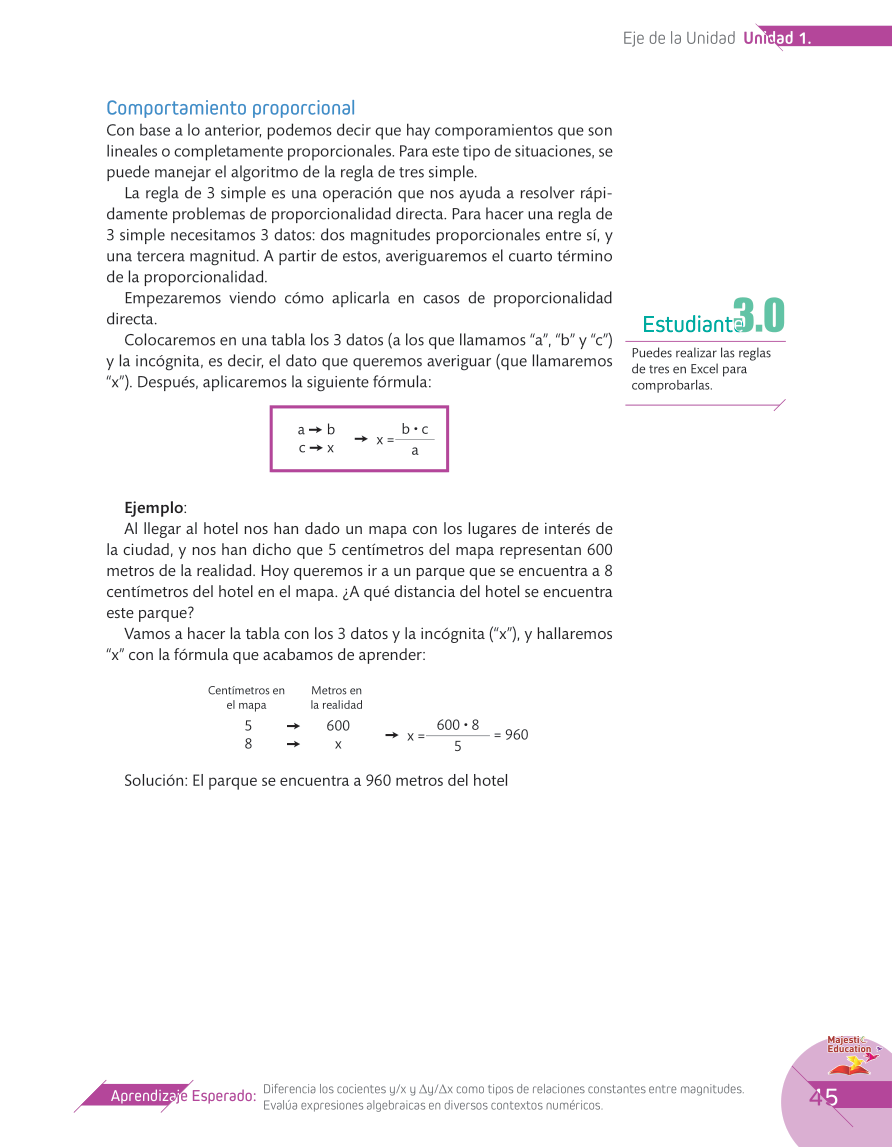 Eje de la Unidad Unidad 1.
Comportamiento proporcional
Con base a lo anterior, podemos decir que hay comporamientos que son
lineales o completamente proporcionales. Para este tipo de situaciones, se
puede manejar el algoritmo de la regla de tres simple.
La regla de 3 simple es una operación que nos ayuda a resolver rápi-
damente problemas de proporcionalidad directa. Para hacer una regla de
3 simple necesitamos 3 datos: dos magnitudes proporcionales entre sí, y
una tercera magnitud. A partir de estos, averiguaremos el cuarto término
de la proporcionalidad.
Empezaremos viendo cómo aplicarla en casos de proporcionalidad
directa.
Colocaremos en una tabla los 3 datos (a los que llamamos “a”, “b” y “c”)
y la incógnita, es decir, el dato que queremos averiguar (que llamaremos
“x”). Después, aplicaremos la siguiente fórmula:
a → b
c → x
→ x = b • c / a
Estudiante 3.0
Puedes realizar las reglas
de tres en Excel para
comprobarlas.
Ejemplo:
Al llegar al hotel nos han dado un mapa con los lugares de interés de
la ciudad, y nos han dicho que 5 centímetros del mapa representan 600
metros de la realidad. Hoy queremos ir a un parque que se encuentra a 8
centímetros del hotel en el mapa. ¿A qué distancia del hotel se encuentra
este parque?
Vamos a hacer la tabla con los 3 datos y la incógnita (“x”), y hallaremos
“x” con la fórmula que acabamos de aprender:
Centímetros en Metros en
el mapa la realidad
5 → 600
8 → x
→ x = 600 • 8 / 5 = 960
Solución: El parque se encuentra a 960 metros del hotel
Majestic
Education
Aprendizaje Esperado:
Diferencia los cocientes y/x y Δy/Δx como tipos de relaciones constantes entre magnitudes.
Evalúa expresiones algebraicas en diversos contextos numéricos.
45